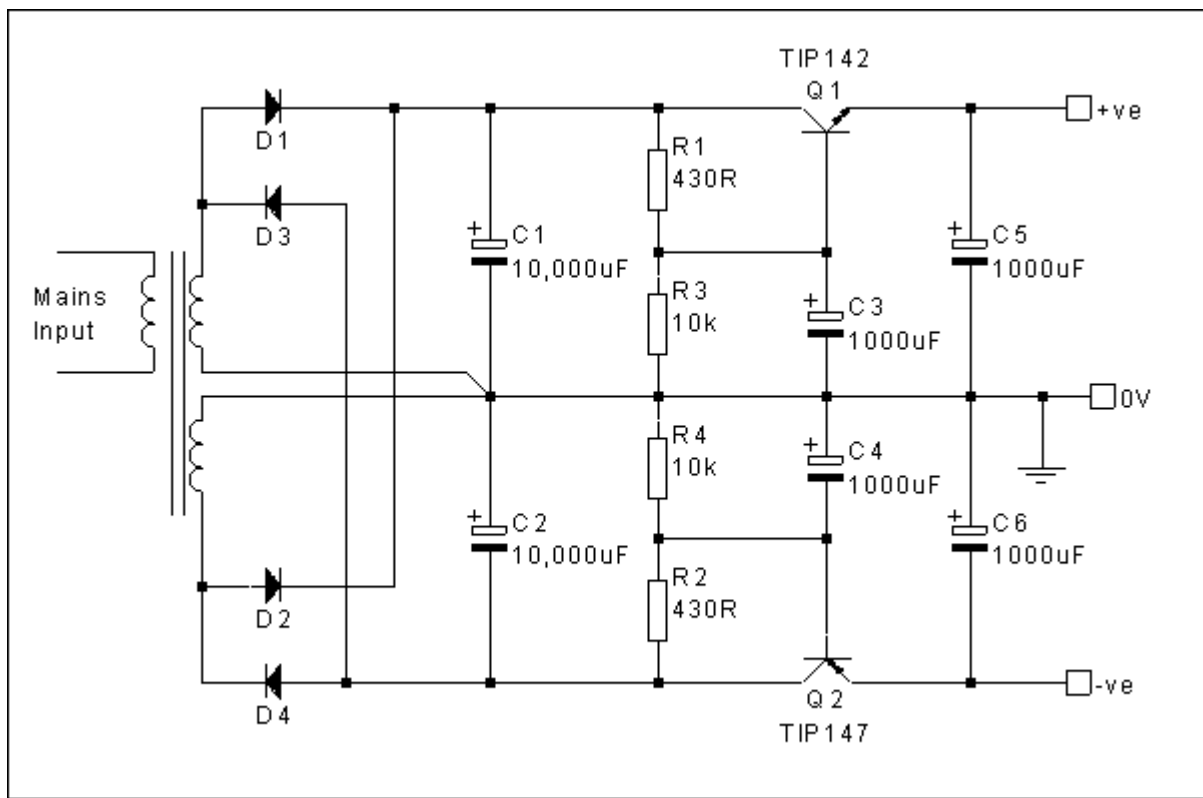 TIP142
Q1
+ve
D1
R1
430R
D3
+
C1
10,000uF
+
C5
1000uF
Mains
Input
R3
10k
+
C3
1000uF
0V
R4
10k
+
C4
1000uF
+
C2
10,000uF
+
C6
1000uF
R2
430R
D2
D4
Q2
TIP147
-ve